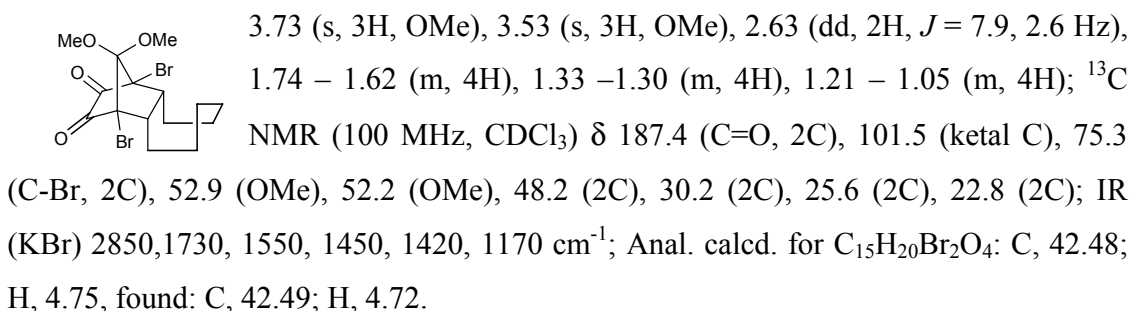 3.73 (s, 3H, OMe), 3.53 (s, 3H, OMe), 2.63 (dd, 2H, J = 7.9, 2.6 Hz),
MeO OMe
Br
1.74 – 1.62 (m, 4H), 1.33 –1.30 (m, 4H), 1.21 – 1.05 (m, 4H); ¹³C
O
O
Br
NMR (100 MHz, CDCl₃) δ 187.4 (C=O, 2C), 101.5 (ketal C), 75.3
(C-Br, 2C), 52.9 (OMe), 52.2 (OMe), 48.2 (2C), 30.2 (2C), 25.6 (2C), 22.8 (2C); IR
(KBr) 2850,1730, 1550, 1450, 1420, 1170 cm⁻¹; Anal. calcd. for C₁₅H₂₀Br₂O₄: C, 42.48;
H, 4.75, found: C, 42.49; H, 4.72.